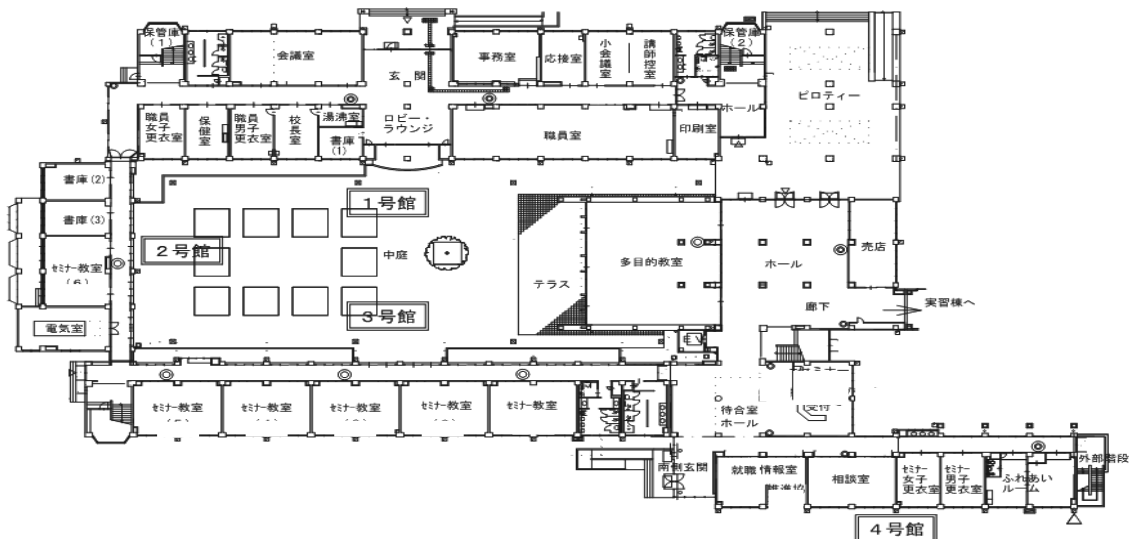 保管庫
(1)
会議室
玄 関
事務室
応接室
小会議室
講師控室
保管庫
(2)
ホール
ピロティー
職員
女子
更衣室
保健室
職員
男子
更衣室
校長室
湯沸室
書庫
(1)
ロビー・
ラウンジ
職員室
印刷室
書庫(2)
書庫(3)
セミナー教室
電気室
1号館
2号館
3号館
中庭
テラス
多目的教室
ホール
売店
廊下
実習棟へ
EV
セミナー教室
セミナー教室
セミナー教室
セミナー教室
セミナー教室
待合室
ホール
受付
南側玄関
就職情報室
相談室
セミナー
女子
更衣室
セミナー
男子
更衣室
ふれあい
ルーム
外部階段
4号館